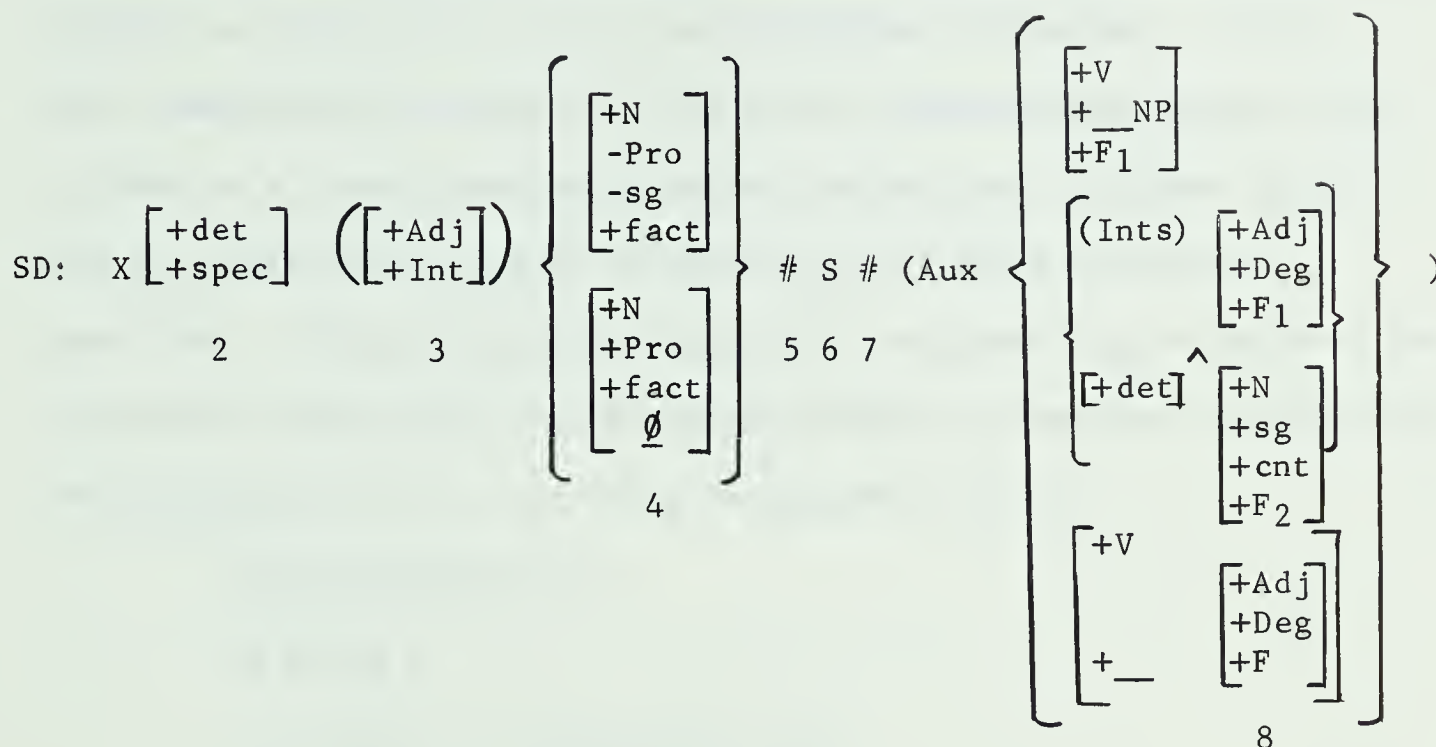 SD: X [+det +spec] ([+Adj +Int]) { [+N -Pro -sg +fact] [+N +Pro +fact Ø] } # S # (Aux { [+V +__NP +F1] { (Ints) [+Adj +Deg +F1] [+det] ^ [+N +sg +cnt +F2] } [+V +__ [+Adj +Deg +F]] } )
2 3 4 5 6 7 8